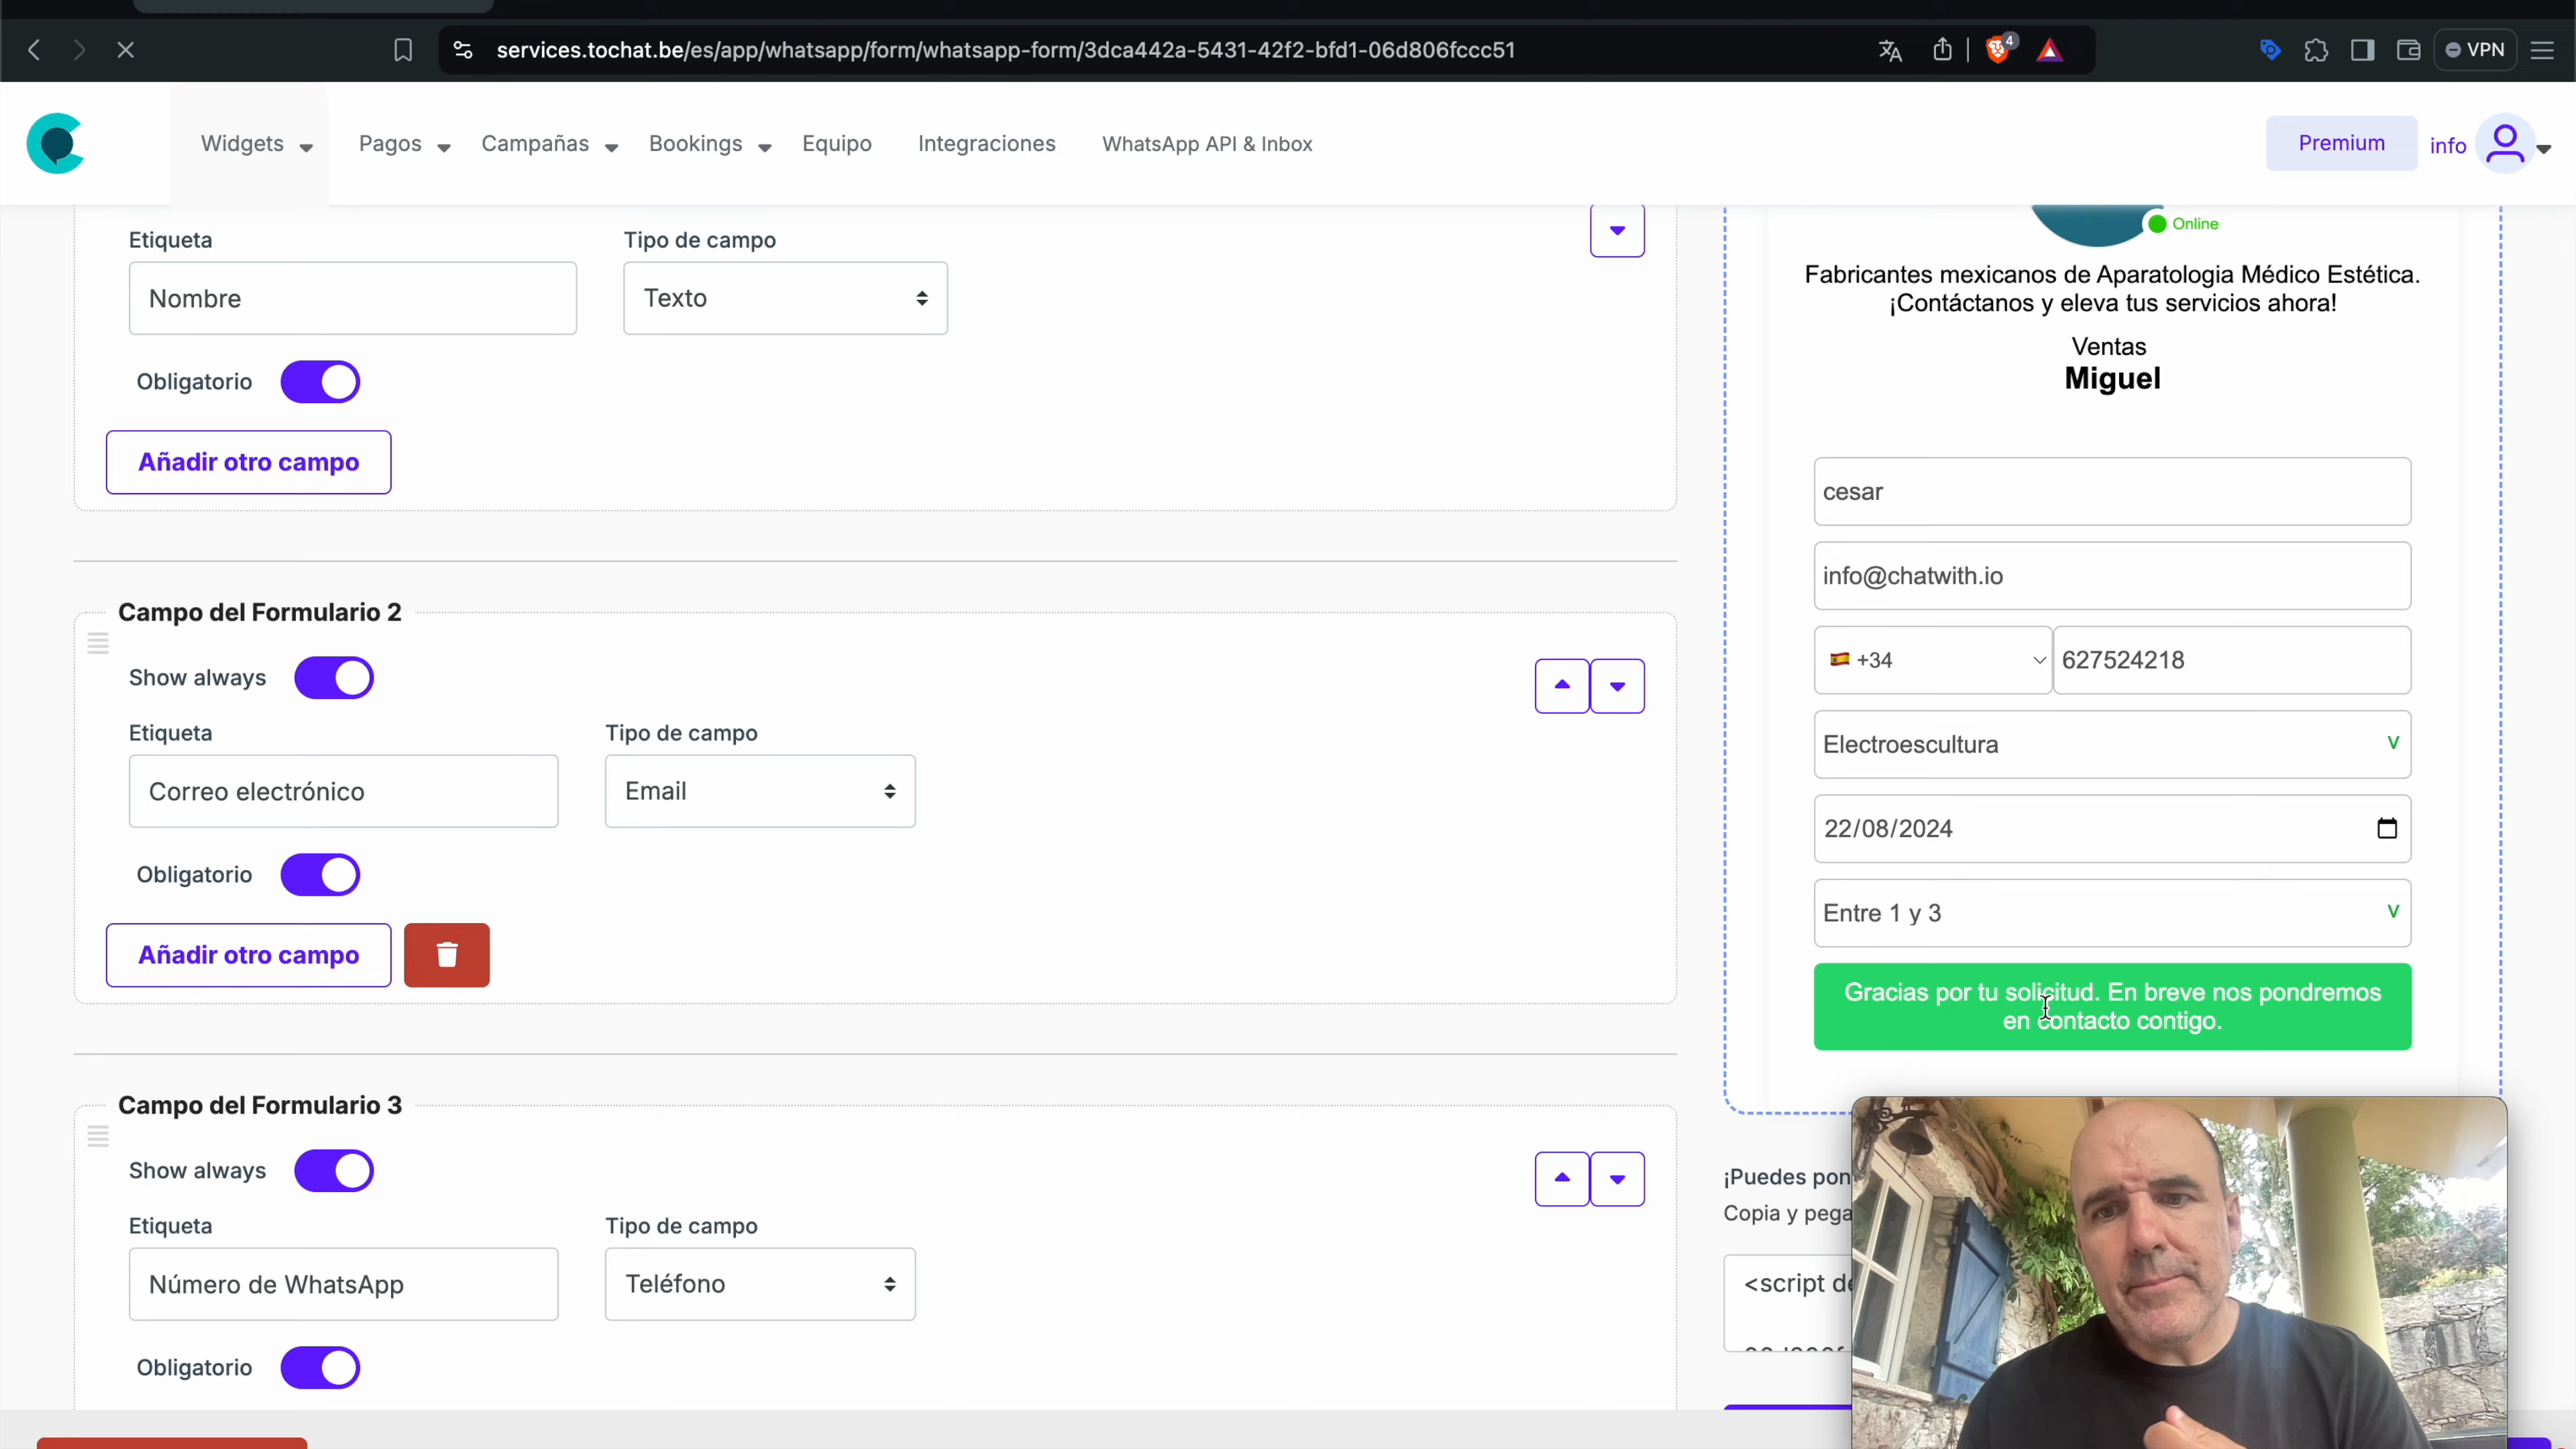 services.tochat.be/es/app/whatsapp/form/whatsapp-form/3dca442a-5431-42f2-bfd1-06d806fccc51
4
VPN
Widgets
Pagos
Campañas
Bookings
Equipo
Integraciones
WhatsApp API & Inbox
Premium
info
Etiqueta
Tipo de campo
Nombre
Texto
Obligatorio
Añadir otro campo
Campo del Formulario 2
Show always
Etiqueta
Tipo de campo
Correo electrónico
Email
Obligatorio
Añadir otro campo
Campo del Formulario 3
Show always
Etiqueta
Tipo de campo
Número de WhatsApp
Teléfono
Obligatorio
Online
Fabricantes mexicanos de Aparatologia Médico Estética.
¡Contáctanos y eleva tus servicios ahora!
Ventas
Miguel
cesar
info@chatwith.io
+34
627524218
Electroescultura
V
22/08/2024
Entre 1 y 3
V
Gracias por tu solicitud. En breve nos pondremos
en contacto contigo.
¡Puedes pon
Copia y pega
<script de